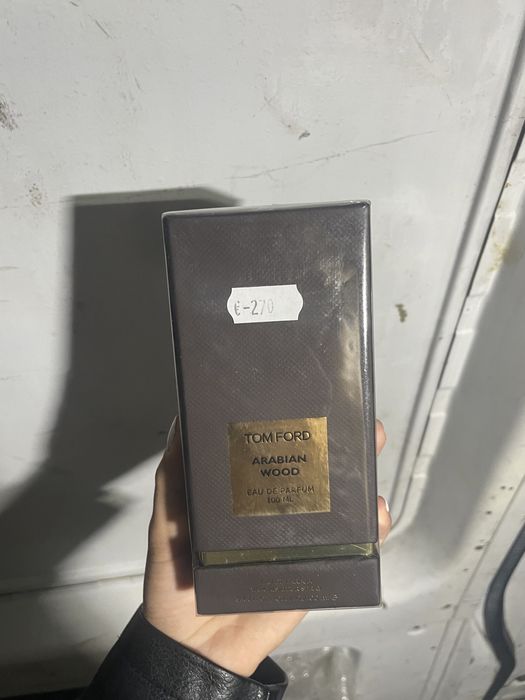 €-270
TOM FORD
ARABIAN
WOOD
EAU DE PARFUM
100 ML